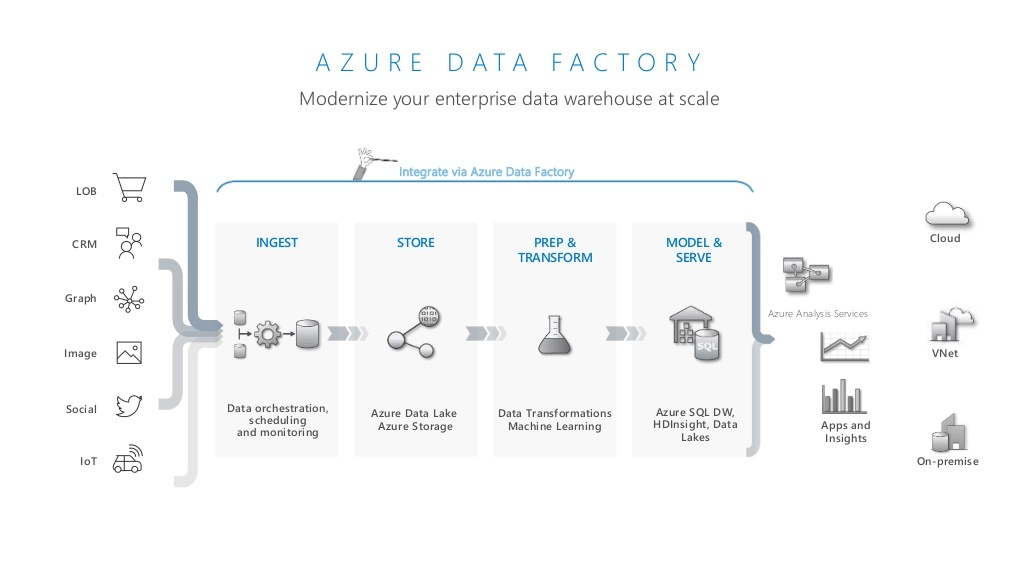 AZURE DATA FACTORY
Modernize your enterprise data warehouse at scale
Integrate via Azure Data Factory
LOB
CRM
Graph
Image
Social
IoT
INGEST
Data orchestration,
scheduling
and monitoring
STORE
Azure Data Lake
Azure Storage
PREP &
TRANSFORM
Data Transformations
Machine Learning
MODEL &
SERVE
SQL
Azure SQL DW,
HDInsight, Data
Lakes
Azure Analysis Services
Apps and
Insights
Cloud
VNet
On-premise